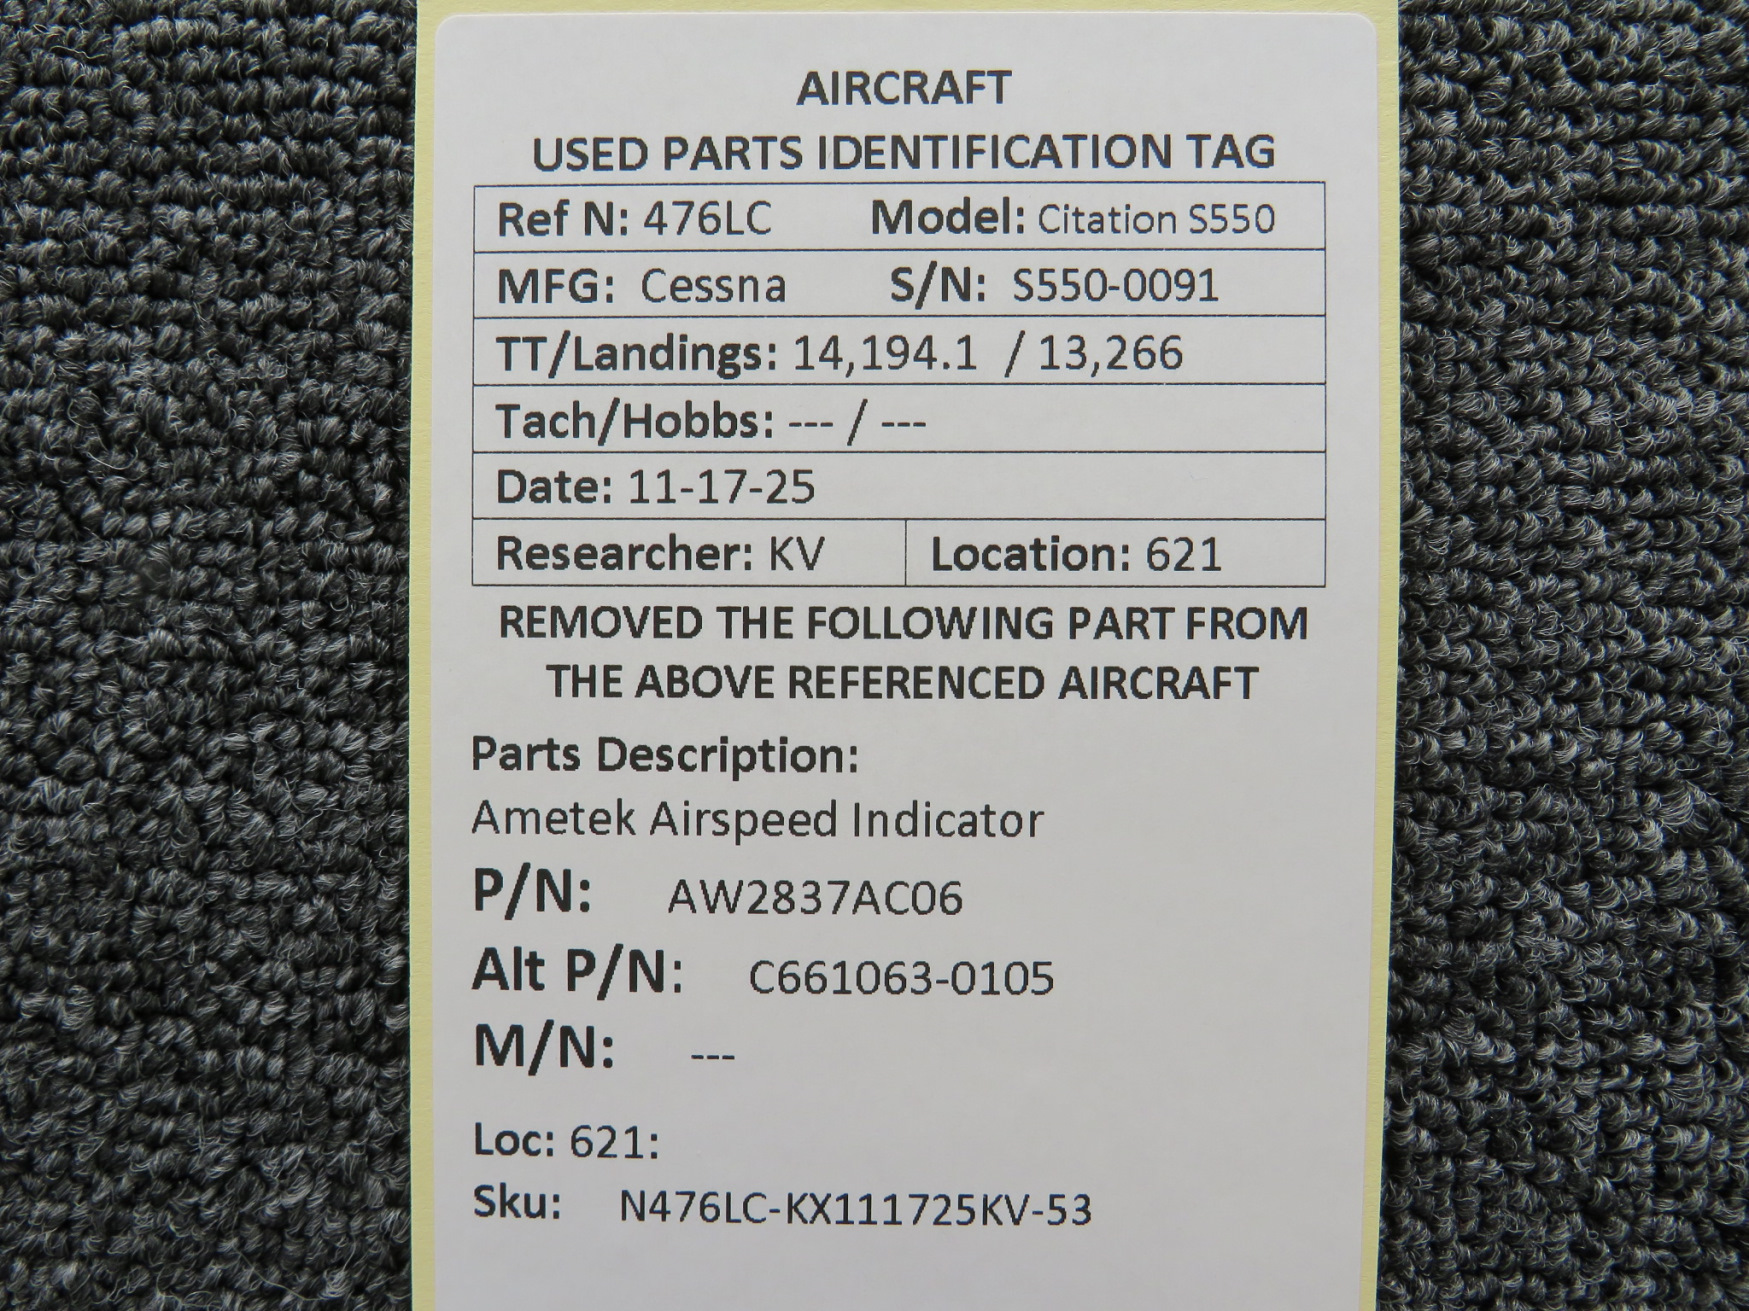 AIRCRAFT
USED PARTS IDENTIFICATION TAG
Ref N: 476LC Model: Citation S550
MFG: Cessna S/N: S550-0091
TT/Landings: 14,194.1 / 13,266
Tach/Hobbs: --- / ---
Date: 11-17-25
Researcher: KV Location: 621
REMOVED THE FOLLOWING PART FROM
THE ABOVE REFERENCED AIRCRAFT
Parts Description:
Ametek Airspeed Indicator
P/N: AW2837AC06
Alt P/N: C661063-0105
M/N: ---
Loc: 621:
Sku: N476LC-KX111725KV-53